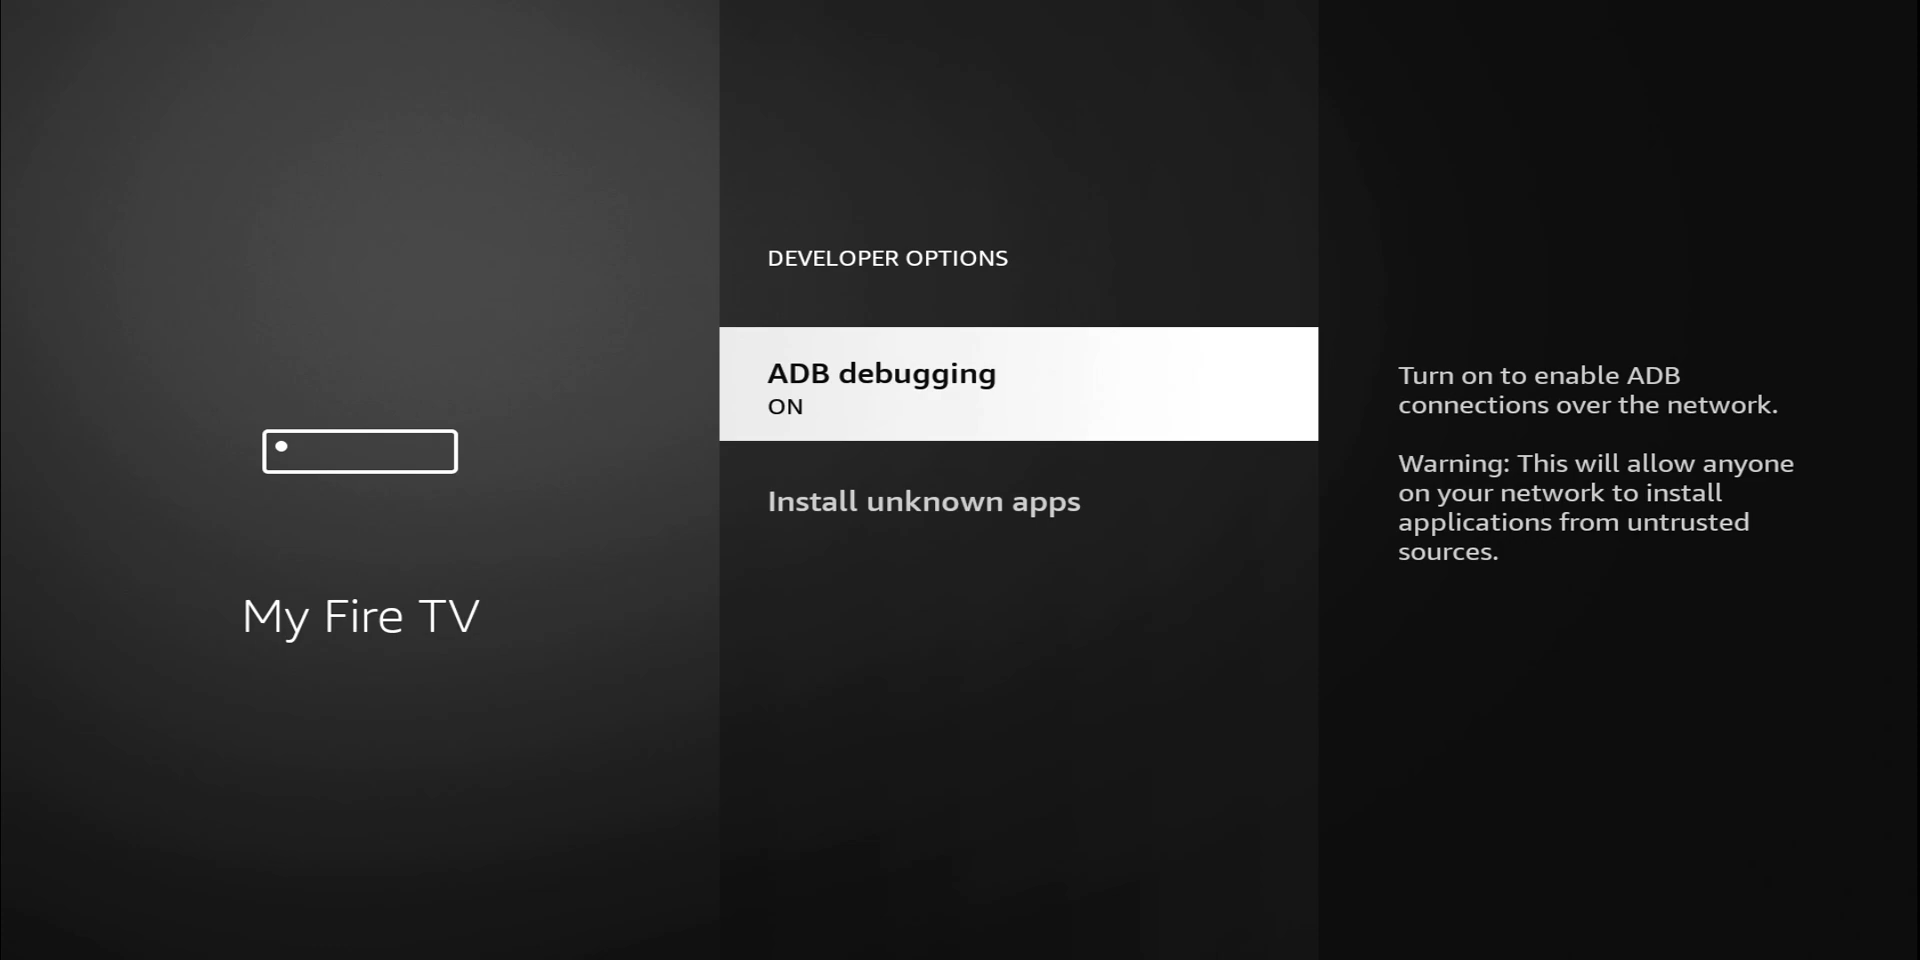 DEVELOPER OPTIONS
ADB debugging
ON
Install unknown apps
My Fire TV
Turn on to enable ADB
connections over the network.
Warning: This will allow anyone
on your network to install
applications from untrusted
sources.